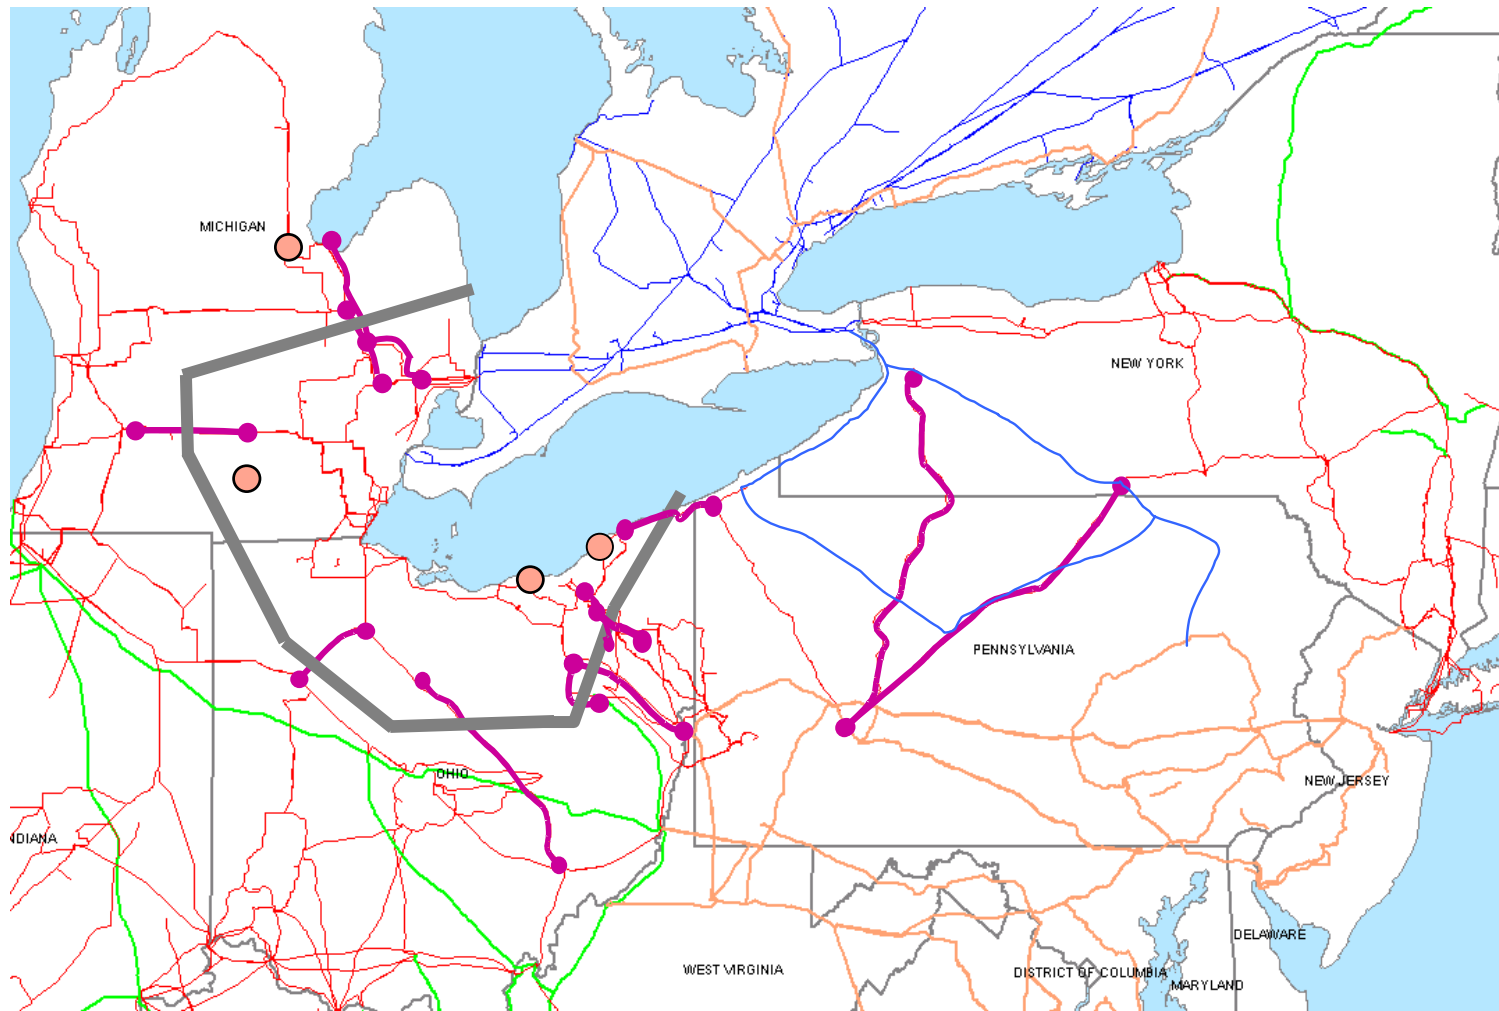 MICHIGAN
NEW YORK
PENNSYLVANIA
OHIO
NEW JERSEY
NDIANA
DELAWARE
WEST VIRGINIA
DISTRICT OF COLUMBIA
MARYLAND